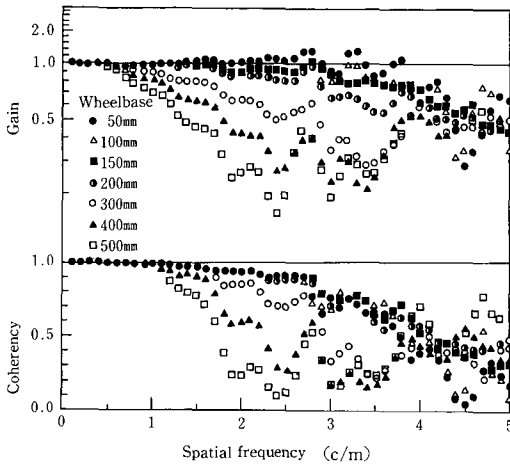 2.0
1.0
0.5
Gain
Wheelbase
50mm
100mm
150mm
200mm
300mm
400mm
500mm
1.0
0.5
0.0
Coherency
0 1 2 3 4 5
Spatial frequency (c/m)